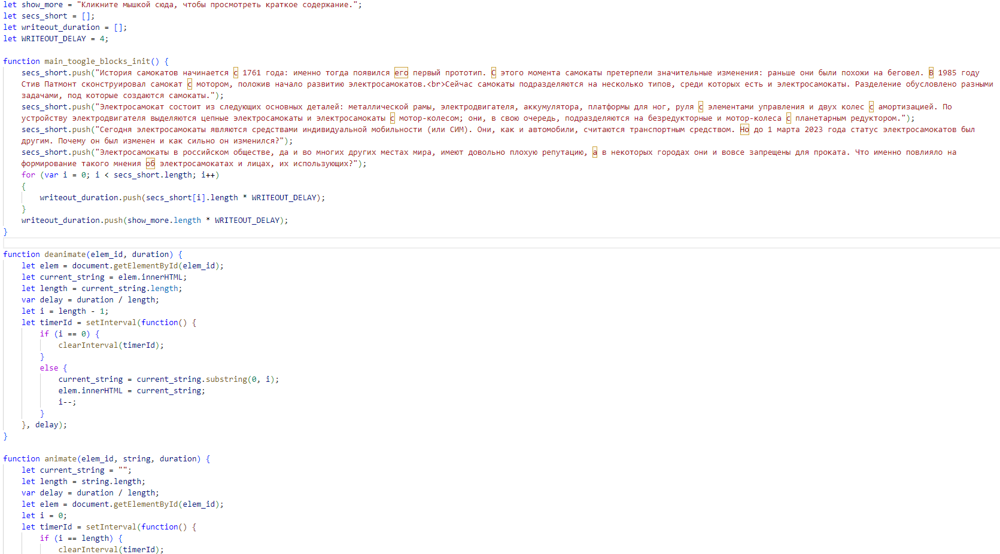 let show_more = "Кликните мышкой сюда, чтобы просмотреть краткое содержание.";
let secs_short = [];
let writeout_duration = [];
let WRITEOUT_DELAY = 4;
function main_toogle_blocks_init() {
secs_short.push("История самокатов начинается с 1761 года: именно тогда появился его первый прототип. С этого момента самокаты претерпели значительные изменения: раньше они были похожи на беговел. В 1985 году
Стив Патмонт сконструировал самокат с мотором, положив начало развитию электросамокатов.<br>Сейчас самокаты подразделяются на несколько типов, среди которых есть и электросамокаты. Разделение обусловлено разными
задачами, под которые создаются самокаты.");
secs_short.push("Электросамокат состоит из следующих основных деталей: металлической рамы, электродвигателя, аккумулятора, платформы для ног, руля с элементами управления и двух колес с амортизацией. По
устройству электродвигателя выделяются цепные электросамокаты и электросамокаты с мотор-колесом; они, в свою очередь, подразделяются на безредукторные и мотор-колеса с планетарным редуктором.");
secs_short.push("Сегодня электросамокаты являются средствами индивидуальной мобильности (или СИМ). Они, как и автомобили, считаются транспортным средством. Но до 1 марта 2023 года статус электросамокатов был
другим. Почему он был изменен и как сильно он изменился?");
secs_short.push("Электросамокаты в российском обществе, да и во многих других местах мира, имеют довольно плохую репутацию, а в некоторых городах они и вовсе запрещены для проката. Что именно повлияло на
формирование такого мнения об электросамокатах и лицах, их использующих?");
for (var i = 0; i < secs_short.length; i++)
{
writeout_duration.push(secs_short[i].length * WRITEOUT_DELAY);
}
writeout_duration.push(show_more.length * WRITEOUT_DELAY);
}
function deanimate(elem_id, duration) {
let elem = document.getElementById(elem_id);
let current_string = elem.innerHTML;
let length = current_string.length;
var delay = duration / length;
let i = length - 1;
let timerId = setInterval(function() {
if (i == 0) {
clearInterval(timerId);
}
else {
current_string = current_string.substring(0, i);
elem.innerHTML = current_string;
i--;
}
}, delay);
}
function animate(elem_id, string, duration) {
let current_string = "";
let length = string.length;
var delay = duration / length;
let elem = document.getElementById(elem_id);
let i = 0;
let timerId = setInterval(function() {
if (i == length) {
clearInterval(timerId);